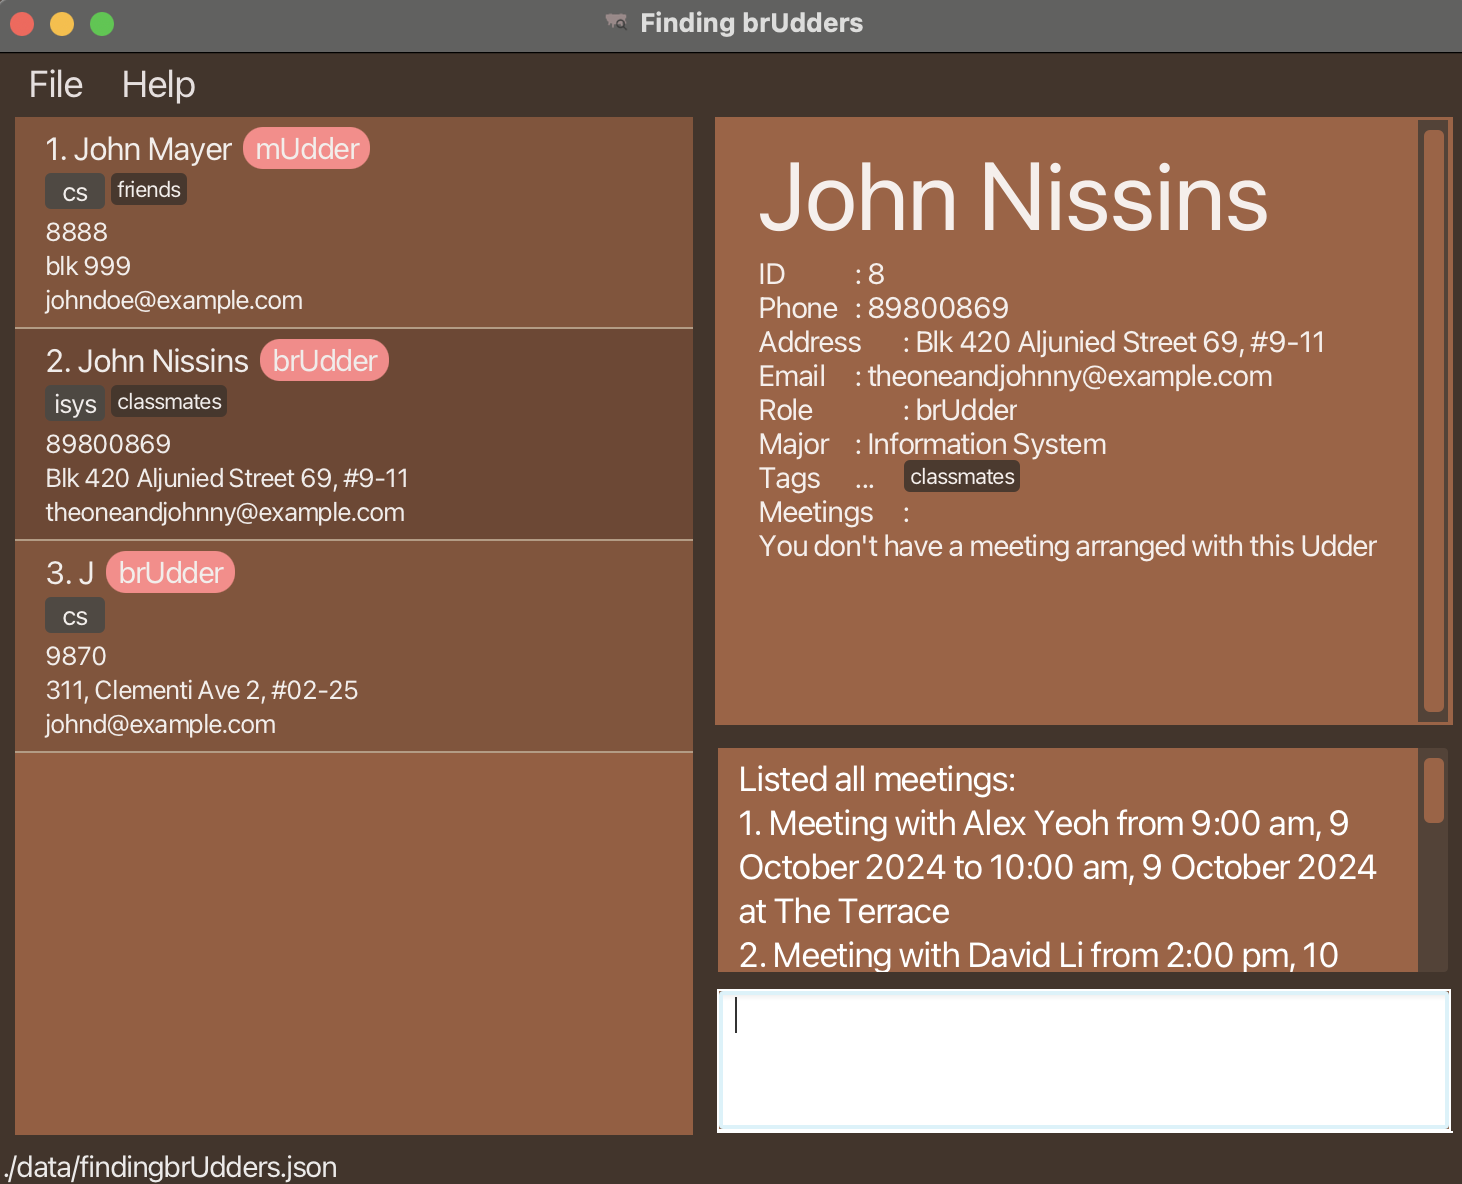 Finding brUdders
File Help
1. John Mayer mUdder
cs friends
8888
blk 999
johndoe@example.com
2. John Nissins brUdder
isys classmates
89800869
Blk 420 Aljunied Street 69, #9-11
theoneandjohnny@example.com
3. J brUdder
cs
9870
311, Clementi Ave 2, #02-25
johnd@example.com
John Nissins
ID : 8
Phone : 89800869
Address : Blk 420 Aljunied Street 69, #9-11
Email : theoneandjohnny@example.com
Role : brUdder
Major : Information System
Tags ... classmates
Meetings :
You don't have a meeting arranged with this Udder
Listed all meetings:
1. Meeting with Alex Yeoh from 9:00 am, 9
October 2024 to 10:00 am, 9 October 2024
at The Terrace
2. Meeting with David Li from 2:00 pm, 10
./data/findingbrUdders.json